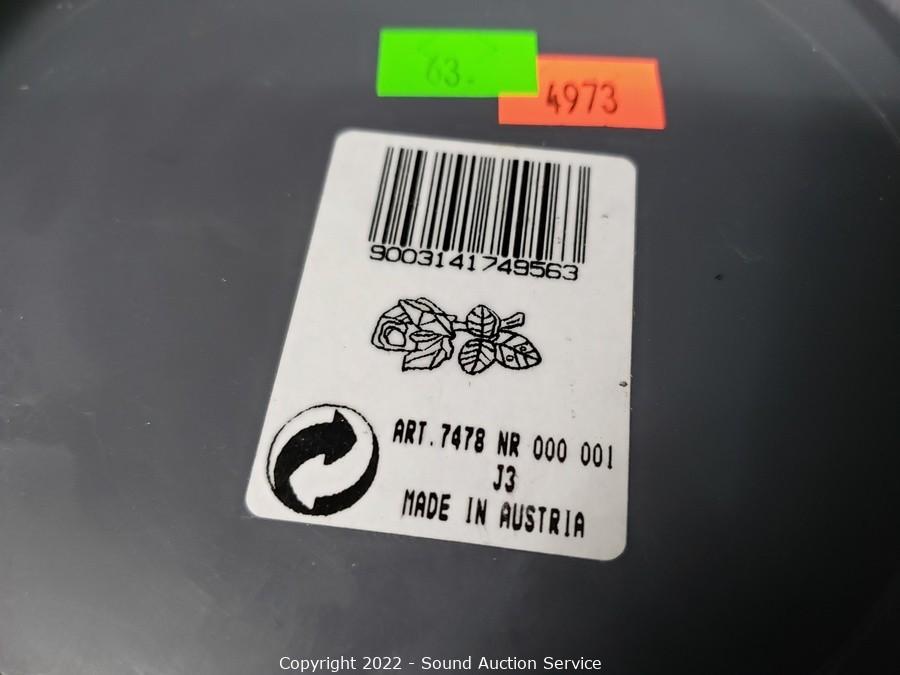 63.
4973
9003141749563
ART.7478 NR 000 001
J3
MADE IN AUSTRIA
Copyright 2022 - Sound Auction Service